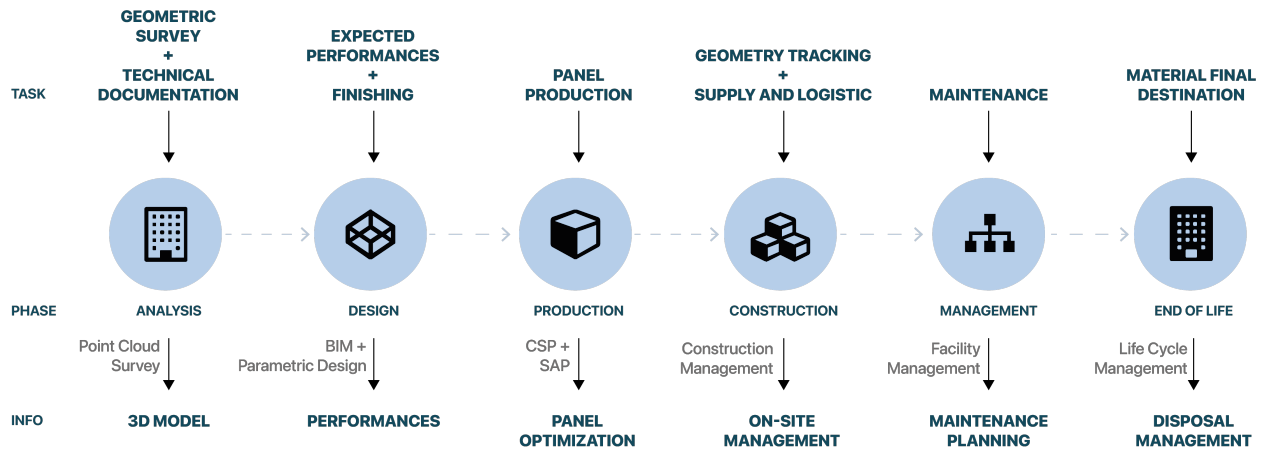 TASK
GEOMETRIC
SURVEY
+
TECHNICAL
DOCUMENTATION
EXPECTED
PERFORMANCES
+
FINISHING
PANEL
PRODUCTION
GEOMETRY TRACKING
+
SUPPLY AND LOGISTIC
MAINTENANCE
MATERIAL FINAL
DESTINATION
PHASE
ANALYSIS
DESIGN
PRODUCTION
CONSTRUCTION
MANAGEMENT
END OF LIFE
Point Cloud
Survey
BIM +
Parametric Design
CSP +
SAP
Construction
Management
Facility
Management
Life Cycle
Management
INFO
3D MODEL
PERFORMANCES
PANEL
OPTIMIZATION
ON-SITE
MANAGEMENT
MAINTENANCE
PLANNING
DISPOSAL
MANAGEMENT